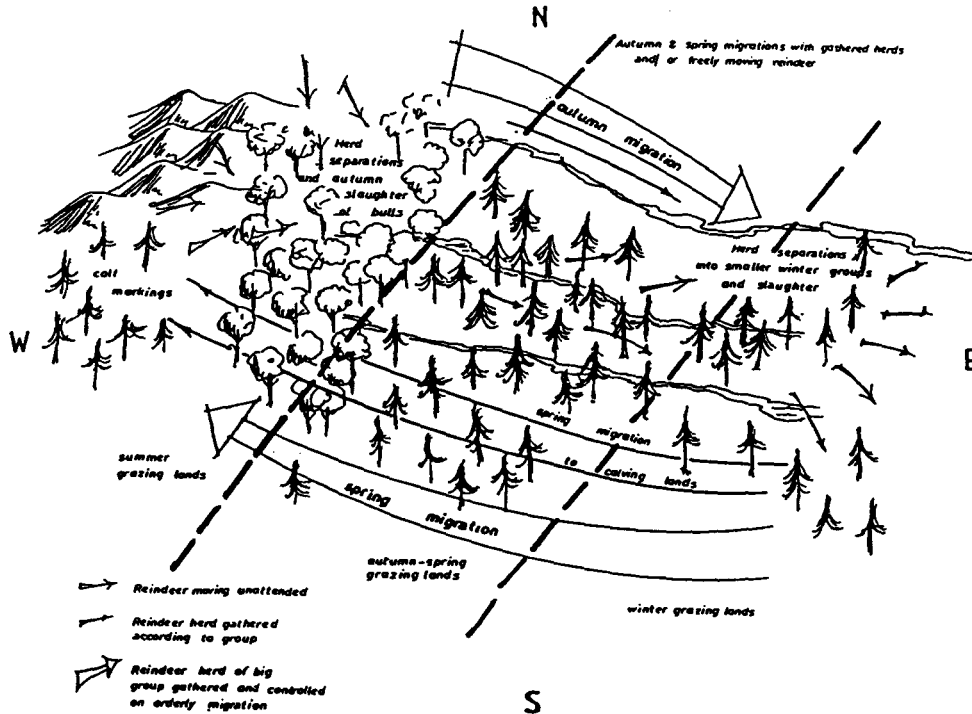 N
Autumn & spring migrations with gathered herds
and/ or freely moving reindeer
autumn migration
Herd
separations
and autumn
slaughter
of bulls
Herd separations
into smaller winter groups
and slaughter
calf
markings
W
E
spring migration
to calving lands
summer
grazing lands
spring migration
autumn-spring
grazing lands
winter grazing lands
Reindeer moving unattended
Reindeer herd gathered
according to group
Reindeer herd of big
group gathered and controlled
on orderly migration
S